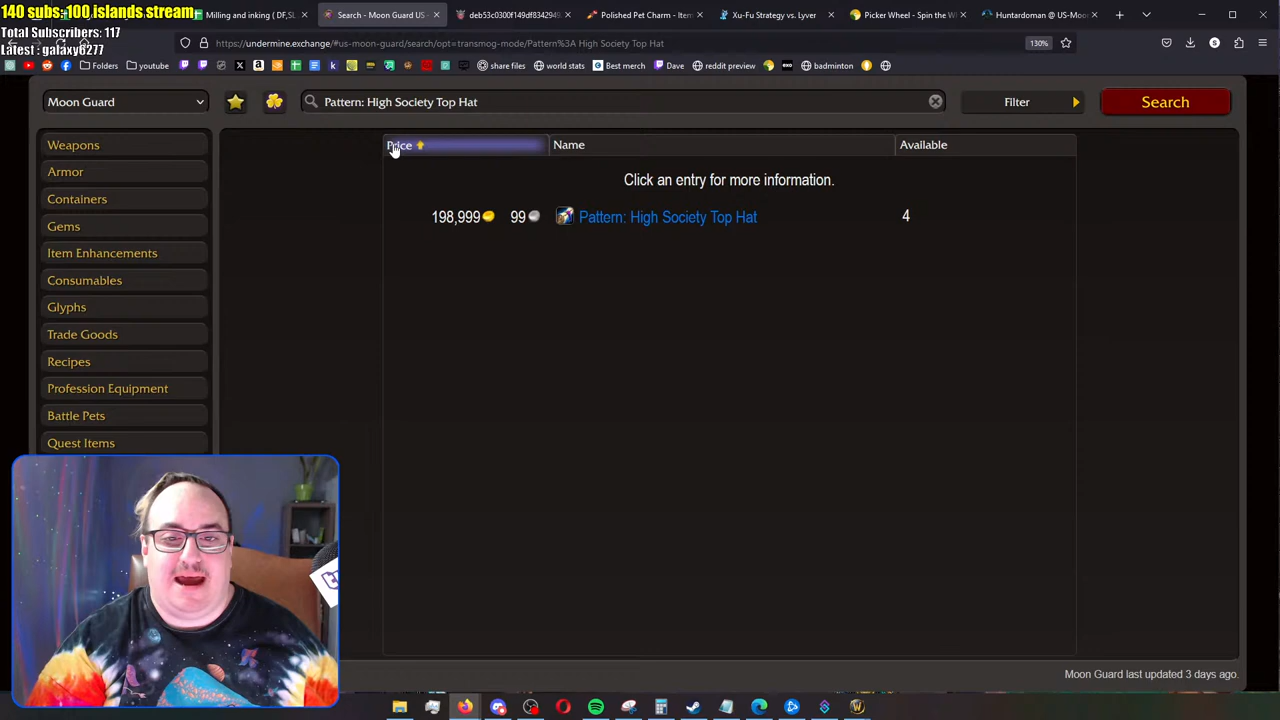 140 subs: 100 islands stream
Total Subscribers: 117
Latest : galaxy6277
Milling and inking ( DF,SL
Search - Moon Guard US -
deb53c0300f149df834294
Polished Pet Charm - Item
Xu-Fu Strategy vs. Lyver
Picker Wheel - Spin the W
Huntardoman @ US-Moon
https://undermine.exchange/#us-moon-guard/search/opt=transmog-mode/Pattern%3A High Society Top Hat
130%
Folders
youtube
share files
world stats
Best merch
Dave
reddit preview
badminton
Moon Guard
Pattern: High Society Top Hat
Filter
Search
Weapons
Armor
Containers
Gems
Item Enhancements
Consumables
Glyphs
Trade Goods
Recipes
Profession Equipment
Battle Pets
Quest Items
Price
Name
Available
Click an entry for more information.
198,999 99 Pattern: High Society Top Hat 4
Moon Guard last updated 3 days ago.